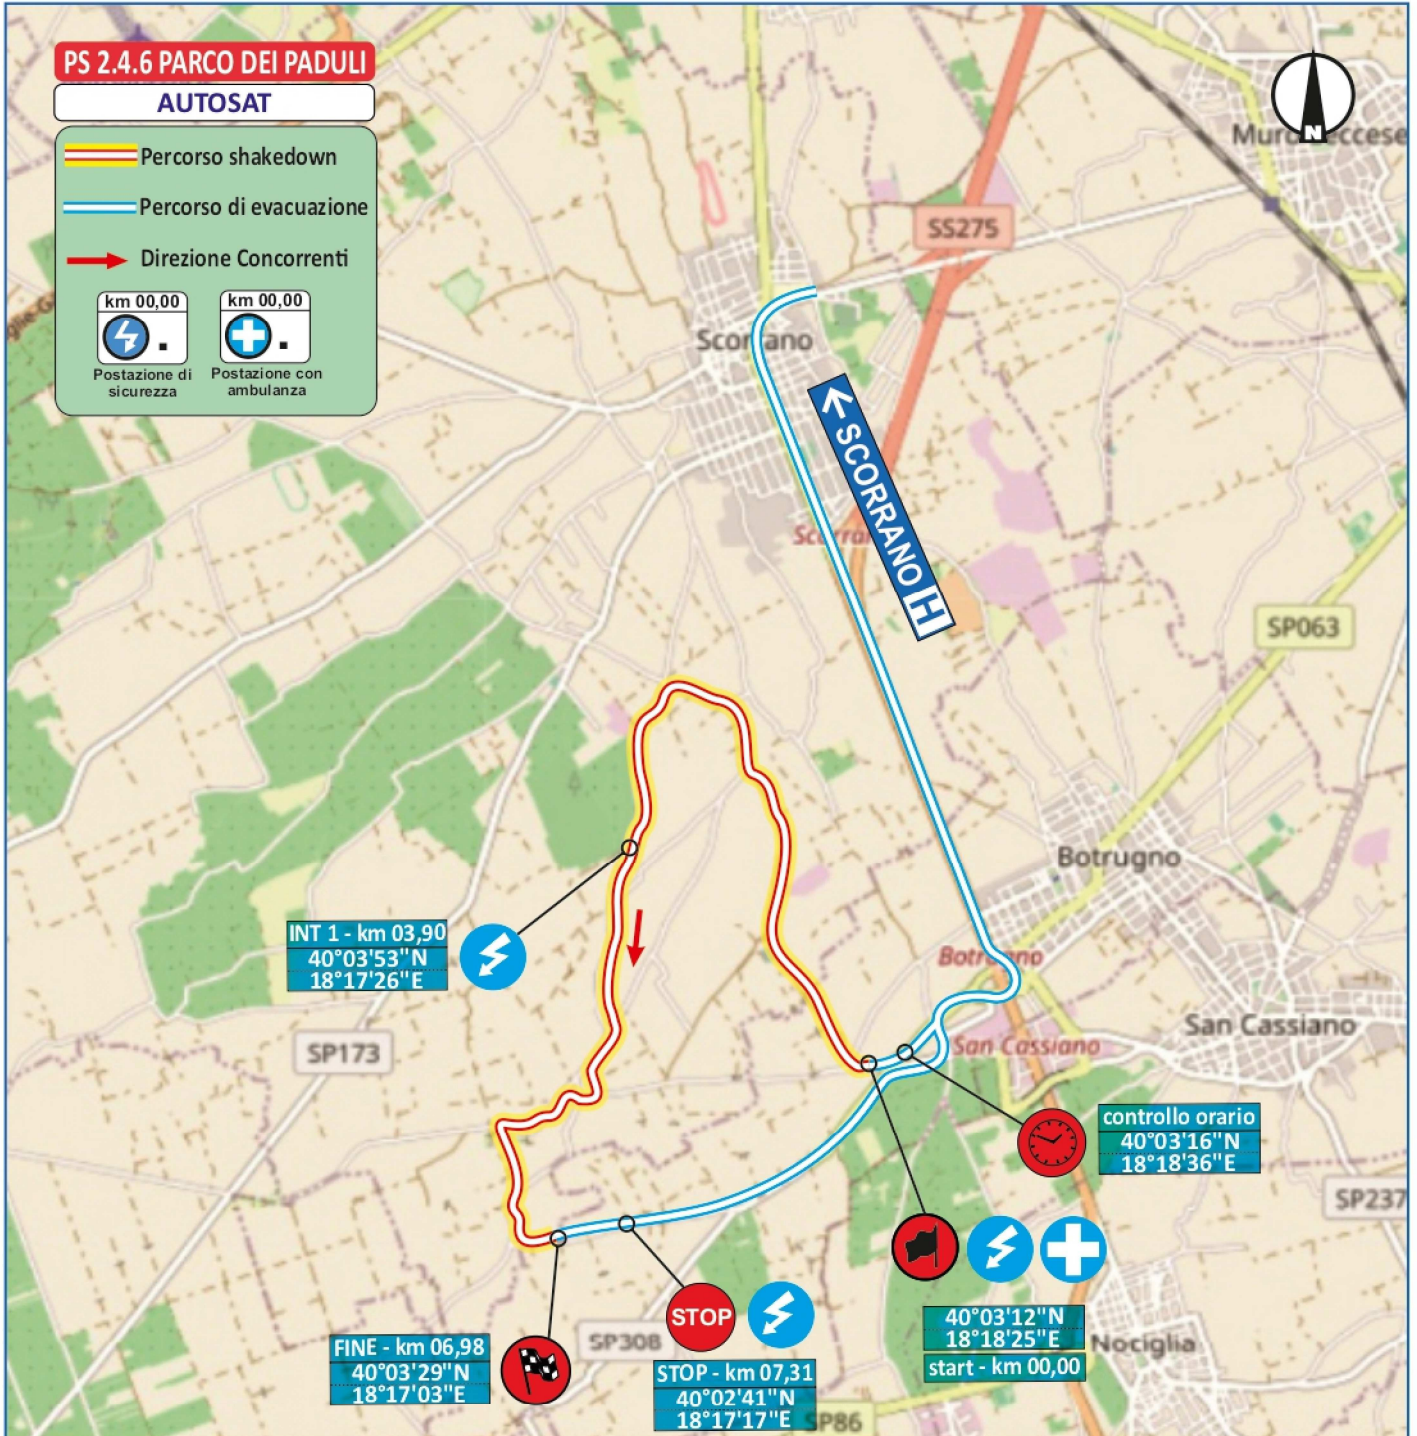 PS 2.4.6 PARCO DEI PADULI
AUTOSAT
Percorso shakedown
Percorso di evacuazione
Direzione Concorrenti
km 00,00
km 00,00
Postazione di
sicurezza
Postazione con
ambulanza
N
SS275
SCORRANO H
SP063
Botrugno
San Cassiano
San Cassiano
INT 1 - km 03,90
40°03'53"N
18°17'26"E
SP173
controllo orario
40°03'16"N
18°18'36"E
SP237
40°03'12"N
18°18'25"E
start - km 00,00
Nociglia
STOP
SP308
FINE - km 06,98
40°03'29"N
18°17'03"E
STOP - km 07,31
40°02'41"N
18°17'17"E
SP86